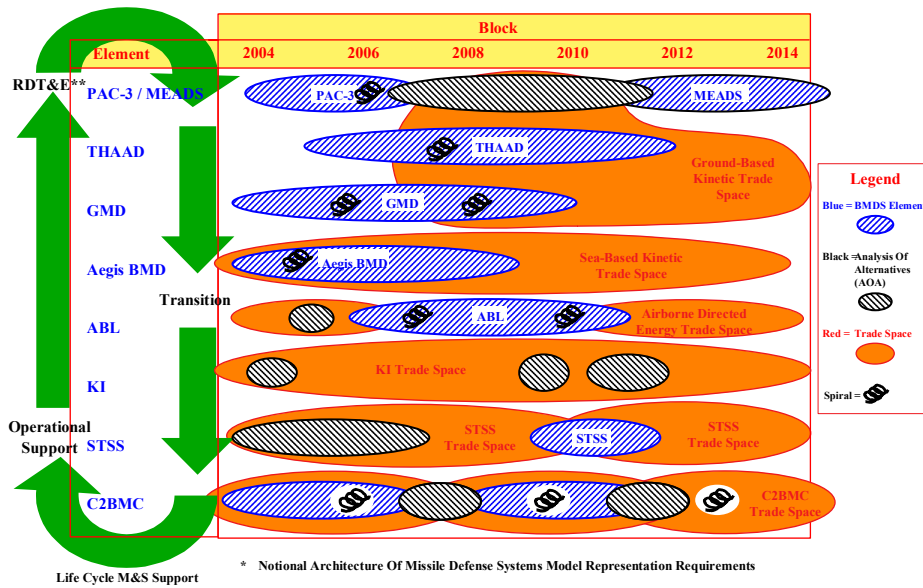 Block
Element
2004 2006 2008 2010 2012 2014
RDT&E**
PAC-3 / MEADS
PAC-3
MEADS
THAAD
THAAD
Ground-Based
Kinetic Trade
Space
GMD
GMD
Aegis BMD
Aegis BMD
Sea-Based Kinetic
Trade Space
Transition
ABL
ABL
Airborne Directed
Energy Trade Space
KI
KI Trade Space
Operational
Support
STSS
STSS
Trade Space
STSS
STSS
Trade Space
C2BMC
C2BMC
Trade Space
Life Cycle M&S Support
* Notional Architecture Of Missile Defense Systems Model Representation Requirements
Legend
Blue = BMDS Element
Black =Analysis Of
Alternatives
(AOA)
Red = Trade Space
Spiral =